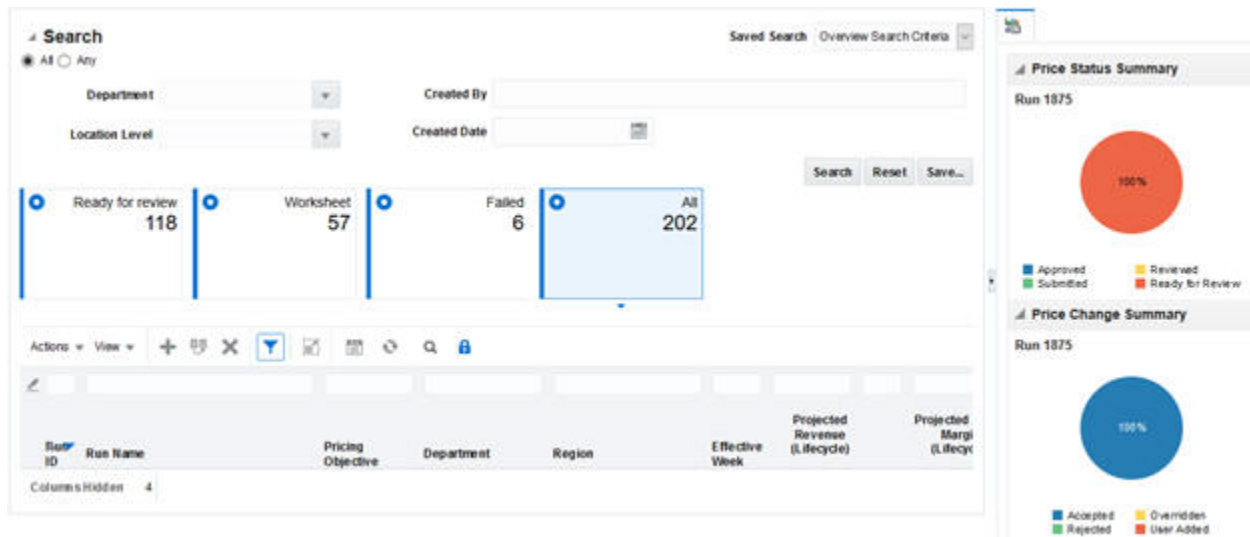 Search
Saved Search Overview Search Criteria
All Any
Department
Created By
Location Level
Created Date
Search Reset Save...
Ready for review
118
Worksheet
57
Failed
6
All
202
Actions View
Run ID
Run Name
Pricing Objective
Department
Region
Effective Week
Projected Revenue (Lifecycle)
Projected Margi (Lifecyc
Columns Hidden 4
Price Status Summary
Run 1875
100%
Approved Reviewed
Submitted Ready for Review
Price Change Summary
Run 1875
100%
Accepted Overridden
Rejected User Added